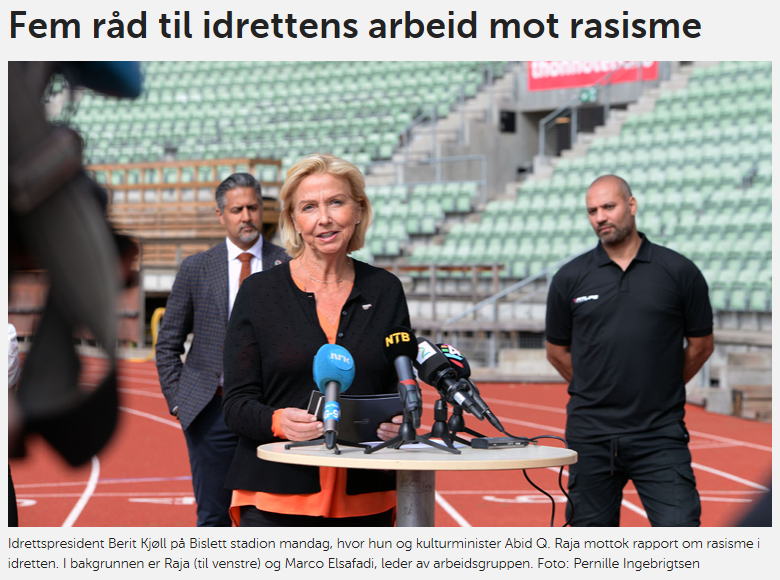 Fem råd til idrettens arbeid mot rasisme
NRK
NTB
Idrettspresident Berit Kjøll på Bislett stadion mandag, hvor hun og kulturminister Abid Q. Raja mottok rapport om rasisme i
idretten. I bakgrunnen er Raja (til venstre) og Marco Elsafadi, leder av arbeidsgruppen. Foto: Pernille Ingebrigtsen